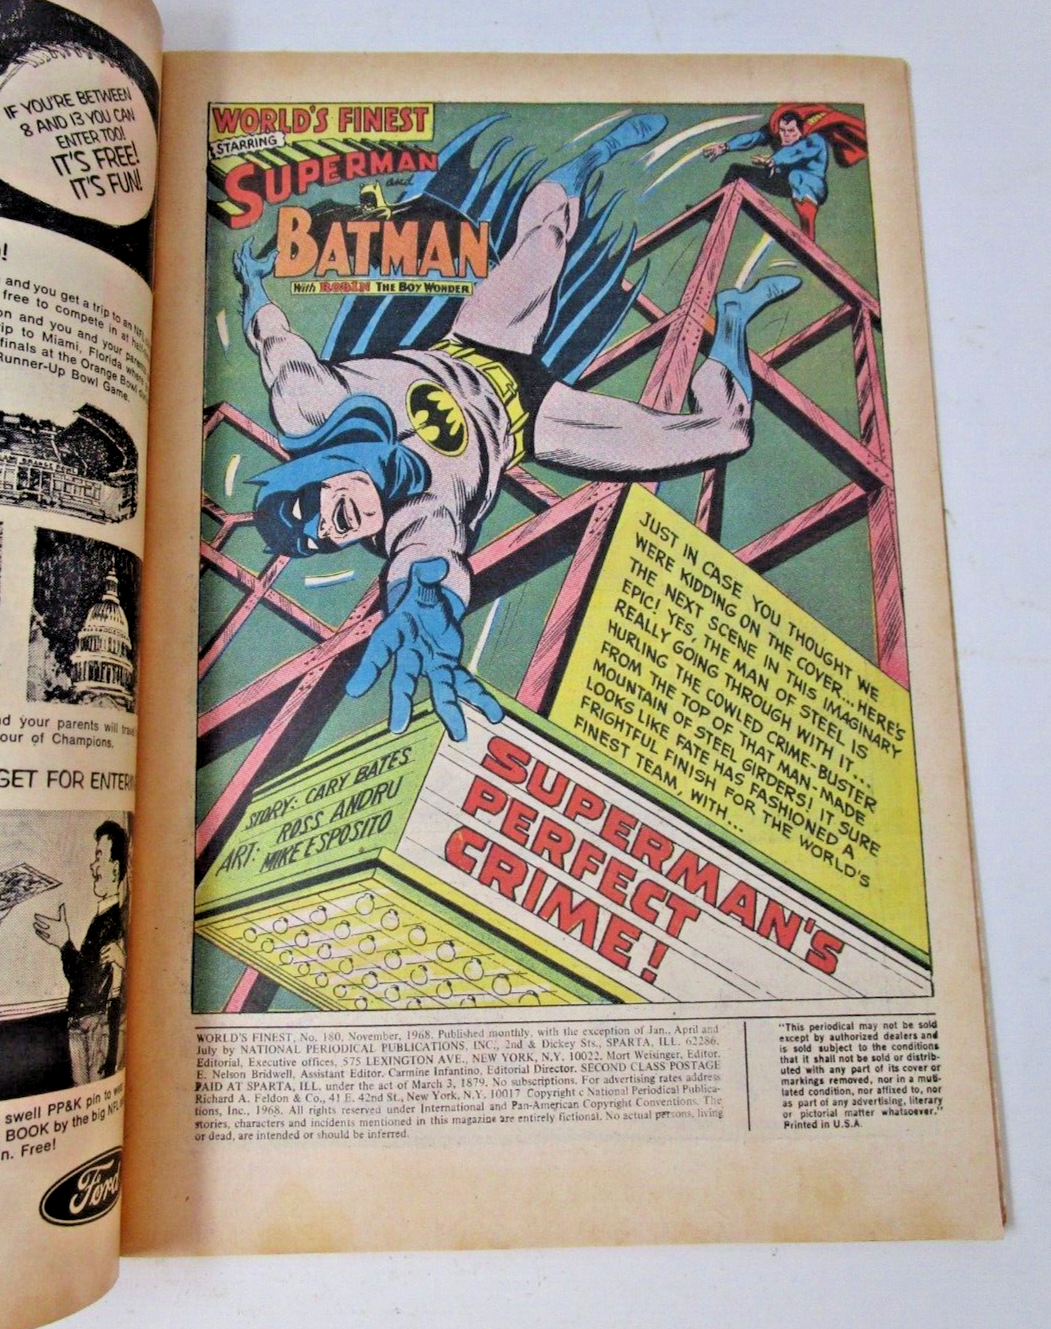 IF YOU'RE BETWEEN
8 AND 13 YOU CAN
ENTER TOO!
IT'S FREE!
IT'S FUN!
and you get a trip to an NFL
free to compete in at half-
on and you and your parents
rip to Miami, Florida where
finals at the Orange Bowl
Runner-Up Bowl Game.
nd your parents will travel
our of Champions.
GET FOR ENTERIN
swell PP&K pin to wear
BOOK by the big NFL
n. Free!
Ford
WORLD'S FINEST
STARRING
SUPERMAN
and
BATMAN
With ROBIN THE BOY WONDER
JUST IN CASE YOU THOUGHT WE
WERE KIDDING ON THE COVER... HERE'S
THE NEXT SCENE IN THIS IMAGINARY
EPIC! YES, THE MAN OF STEEL IS
REALLY GOING THROUGH WITH IT...
HURLING THE COWLED CRIME-BUSTER
FROM THE TOP OF THAT MAN-MADE
MOUNTAIN OF STEEL GIRDERS! IT SURE
LOOKS LIKE FATE HAS FASHIONED A
FRIGHTFUL FINISH FOR THE WORLD'S
FINEST TEAM, WITH...
STORY: CARY BATES
ART: ROSS ANDRU
MIKE ESPOSITO
SUPERMAN'S
PERFECT
CRIME!
WORLD'S FINEST, No. 180, November, 1968. Published monthly, with the exception of Jan., April and
July by NATIONAL PERIODICAL PUBLICATIONS, INC., 2nd & Dickey Sts., SPARTA, ILL. 62286.
Editorial, Executive offices, 575 LEXINGTON AVE., NEW YORK, N.Y. 10022. Mort Weisinger, Editor.
E. Nelson Bridwell, Assistant Editor. Carmine Infantino, Editorial Director. SECOND CLASS POSTAGE
PAID AT SPARTA, ILL. under the act of March 3, 1879. No subscriptions. For advertising rates address
Richard A. Feldon & Co., 41 E. 42nd St., New York, N.Y. 10017 Copyright c National Periodical Publica-
tions, Inc., 1968. All rights reserved under International and Pan-American Copyright Conventions. The
stories, characters and incidents mentioned in this magazine are entirely fictional. No actual persons, living
or dead, are intended or should be inferred.
"This periodical may not be sold
except by authorized dealers and
is sold subject to the conditions
that it shall not be sold or distrib-
uted with any part of its cover or
markings removed, nor in a muti-
lated condition, nor affixed to, nor
as part of any advertising, literary
or pictorial matter whatsoever."
Printed in U.S.A.